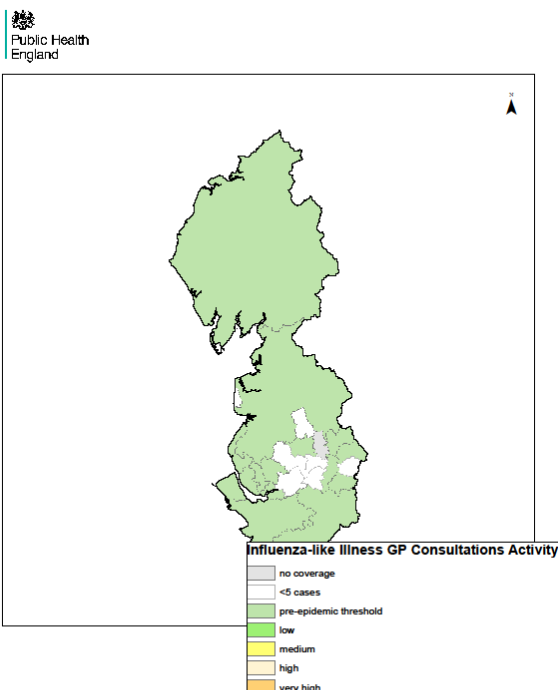 Public Health
England
N
Influenza-like Illness GP Consultations Activity
no coverage
<5 cases
pre-epidemic threshold
low
medium
high
very high